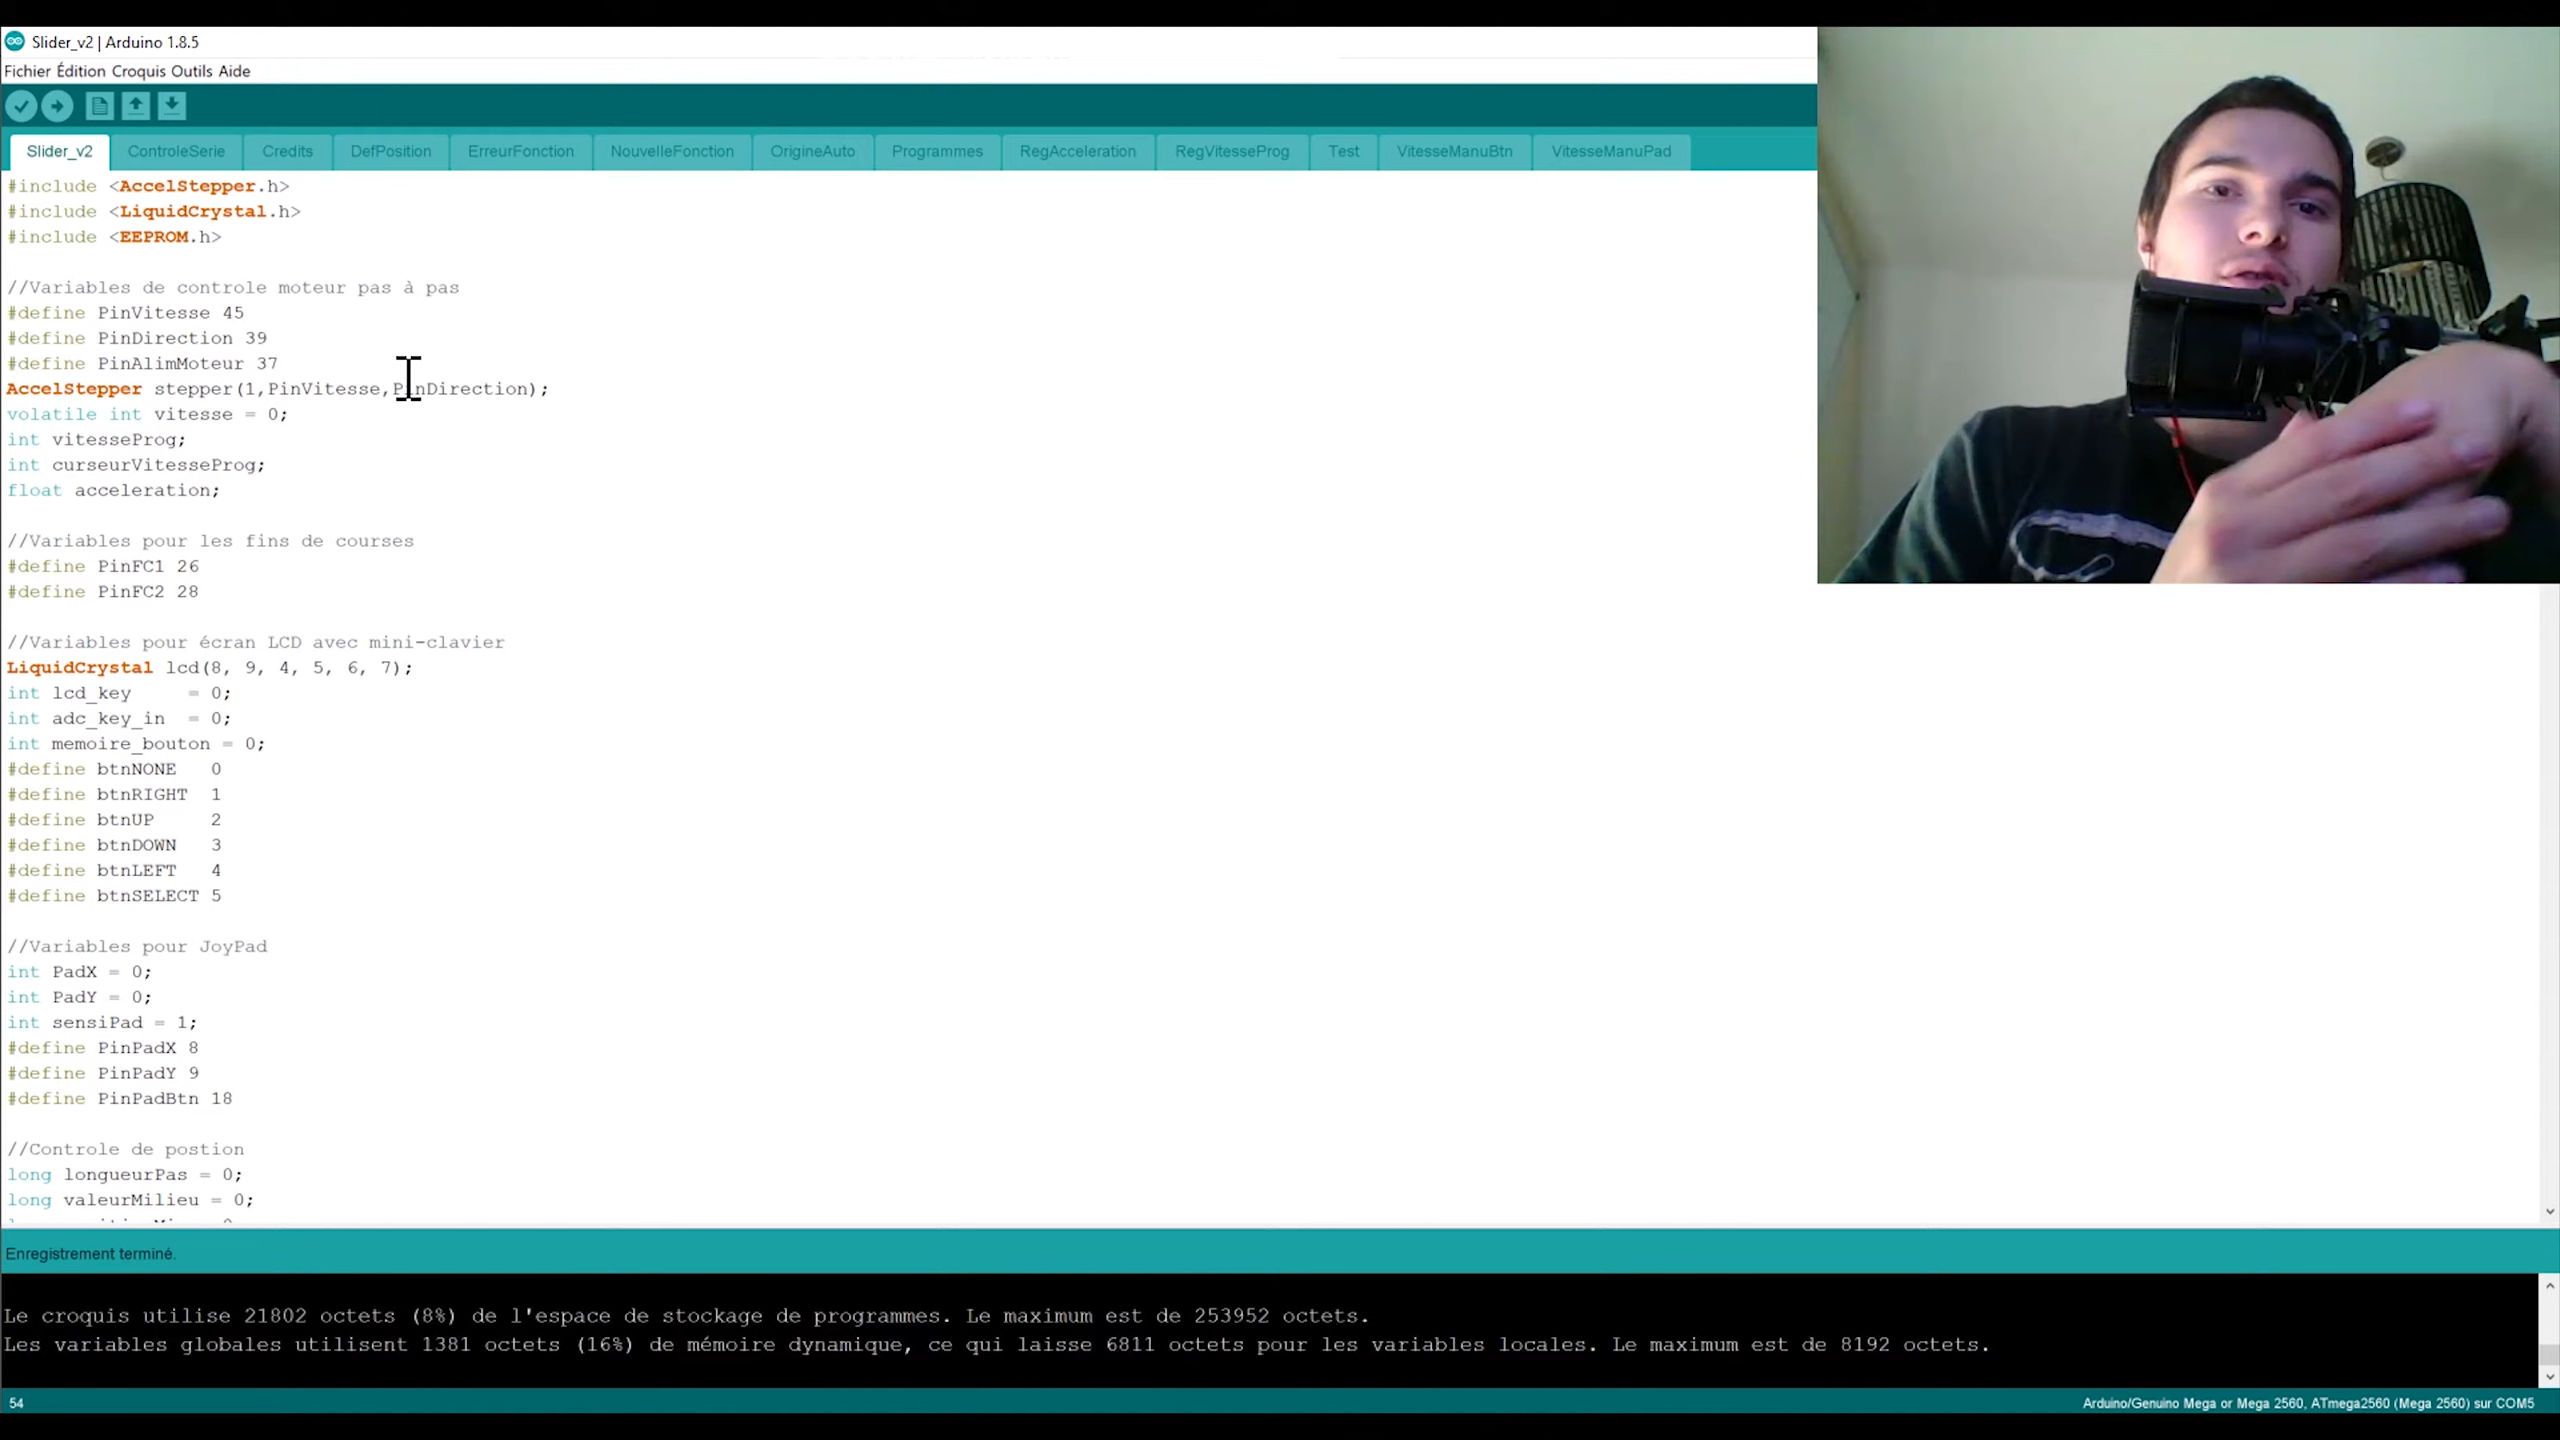 Slider_v2 | Arduino 1.8.5
Fichier Édition Croquis Outils Aide
Slider_v2 ControleSerie Credits DefPosition ErreurFonction NouvelleFonction OrigineAuto Programmes RegAcceleration RegVitesseProg Test VitesseManuBtn VitesseManuPad
#include <AccelStepper.h>
#include <LiquidCrystal.h>
#include <EEPROM.h>
//Variables de controle moteur pas à pas
#define PinVitesse 45
#define PinDirection 39
#define PinAlimMoteur 37
AccelStepper stepper(1,PinVitesse,PinDirection);
volatile int vitesse = 0;
int vitesseProg;
int curseurVitesseProg;
float acceleration;
//Variables pour les fins de courses
#define PinFC1 26
#define PinFC2 28
//Variables pour écran LCD avec mini-clavier
LiquidCrystal lcd(8, 9, 4, 5, 6, 7);
int lcd_key     = 0;
int adc_key_in  = 0;
int memoire_bouton = 0;
#define btnNONE   0
#define btnRIGHT  1
#define btnUP     2
#define btnDOWN   3
#define btnLEFT   4
#define btnSELECT 5
//Variables pour JoyPad
int PadX = 0;
int PadY = 0;
int sensiPad = 1;
#define PinPadX 8
#define PinPadY 9
#define PinPadBtn 18
//Controle de postion
long longueurPas = 0;
long valeurMilieu = 0;
Enregistrement terminé.
Le croquis utilise 21802 octets (8%) de l'espace de stockage de programmes. Le maximum est de 253952 octets.
Les variables globales utilisent 1381 octets (16%) de mémoire dynamique, ce qui laisse 6811 octets pour les variables locales. Le maximum est de 8192 octets.
54 Arduino/Genuino Mega or Mega 2560, ATmega2560 (Mega 2560) sur COM5